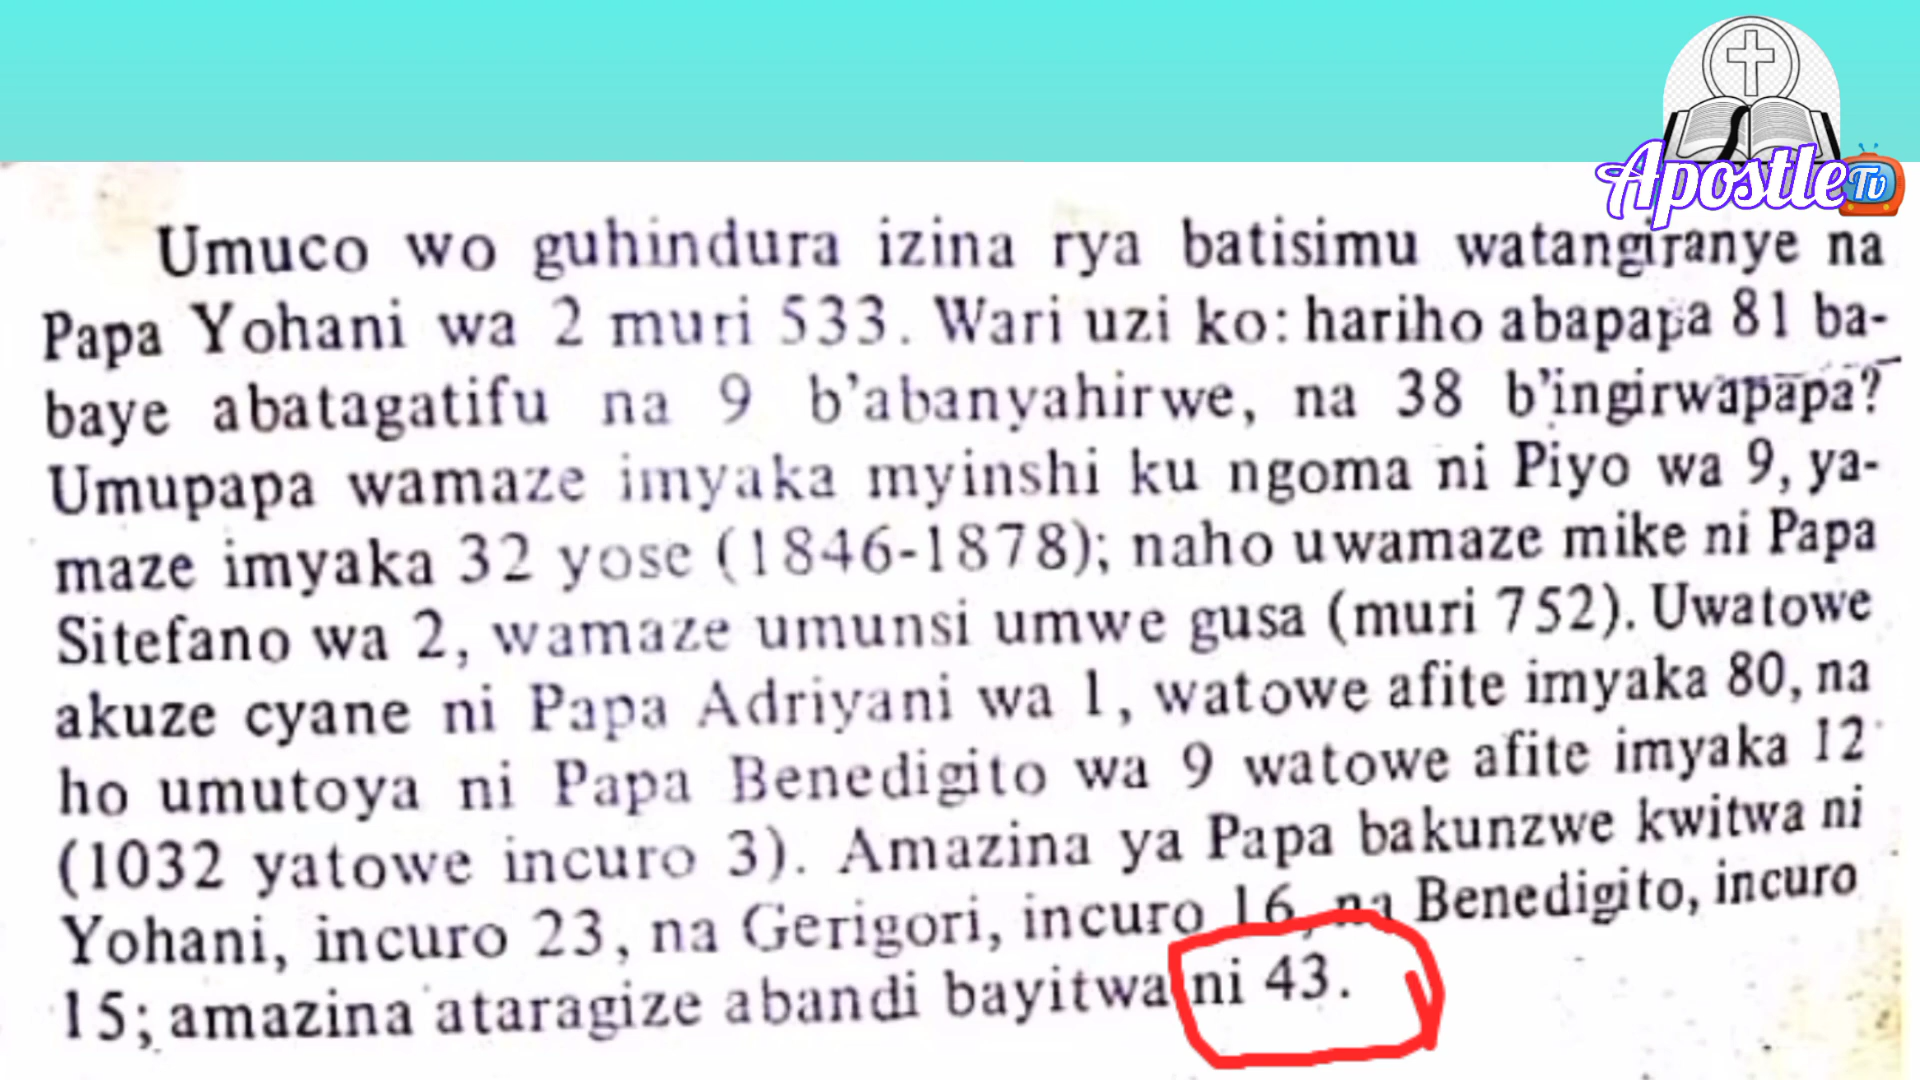 Apostle Tv
Umuco wo guhindura izina rya batisimu watangiranye na
Papa Yohani wa 2 muri 533. Wari uzi ko: hariho abapapa 81 ba-
baye abatagatifu na 9 b'abanyahirwe, na 38 b'ingirwapapa?
Umupapa wamaze imyaka myinshi ku ngoma ni Piyo wa 9, ya-
maze imyaka 32 yose (1846-1878); naho uwamaze mike ni Papa
Sitefano wa 2, wamaze umunsi umwe gusa (muri 752). Uwatowe
akuze cyane ni Papa Adriyani wa 1, watowe afite imyaka 80, na
ho umutoya ni Papa Benedigito wa 9 watowe afite imyaka 12
(1032 yatowe incuro 3). Amazina ya Papa bakunzwe kwitwa ni
Yohani, incuro 23, na Gerigori, incuro 16, na Benedigito, incuro
15; amazina ataragize abandi bayitwa ni 43.